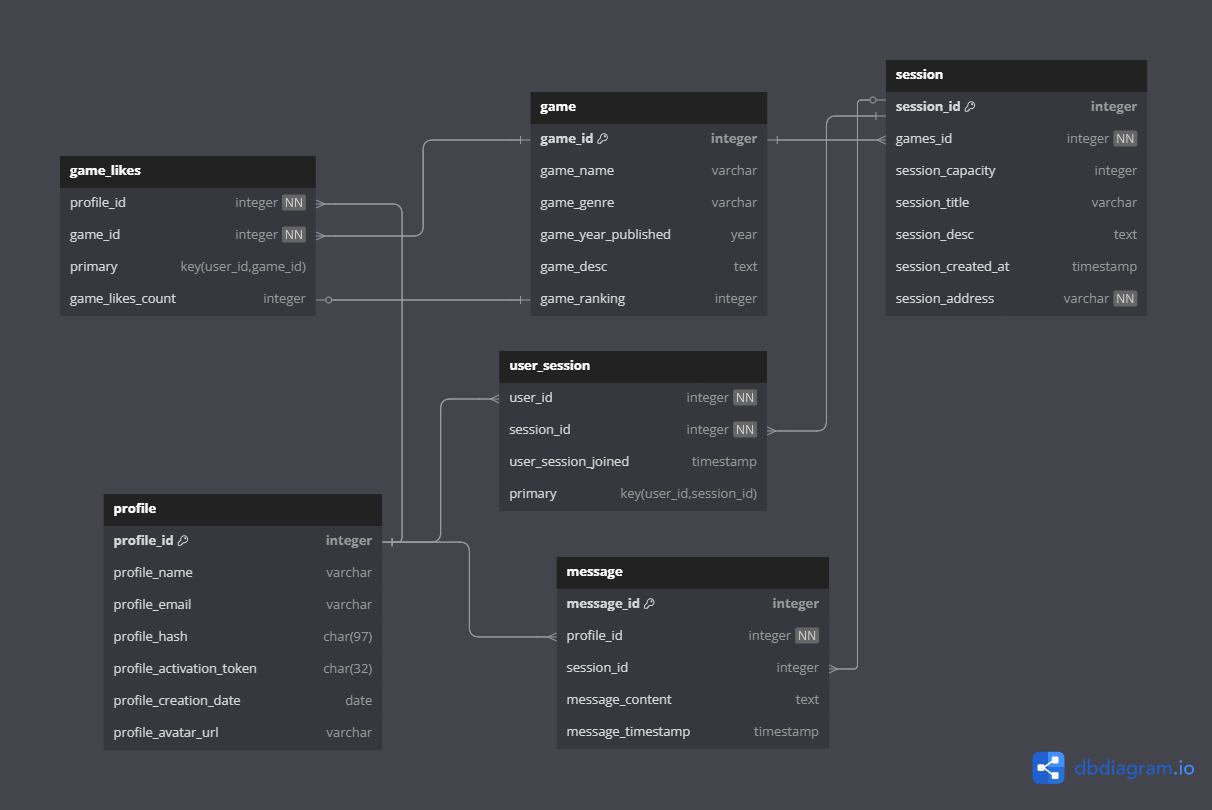 game_likes
profile_id integer NN
game_id integer NN
primary key(user_id,game_id)
game_likes_count integer
game
game_id integer
game_name varchar
game_genre varchar
game_year_published year
game_desc text
game_ranking integer
session
session_id integer
games_id integer NN
session_capacity integer
session_title varchar
session_desc text
session_created_at timestamp
session_address varchar NN
user_session
user_id integer NN
session_id integer NN
user_session_joined timestamp
primary key(user_id,session_id)
profile
profile_id integer
profile_name varchar
profile_email varchar
profile_hash char(97)
profile_activation_token char(32)
profile_creation_date date
profile_avatar_url varchar
message
message_id integer
profile_id integer NN
session_id integer
message_content text
message_timestamp timestamp
dbdiagram.io